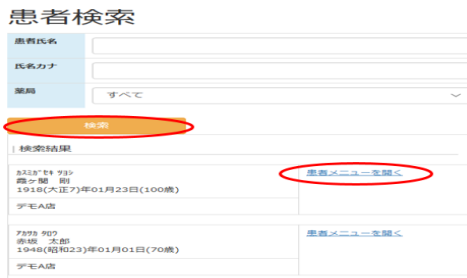 患者検索
患者氏名
氏名カナ
薬局
すべて
検索
検索結果
カスミガセキ ツヨシ
霞ヶ関 剛
1918(大正7)年01月23日(100歳)
デモA店
患者メニューを開く
アカサカ タロウ
赤坂 太郎
1948(昭和23)年01月01日(70歳)
デモA店
患者メニューを開く